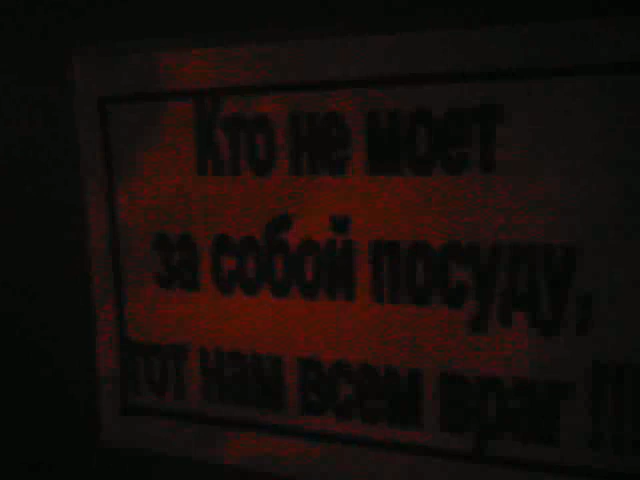 Кто не моет
за собой посуду,
тот нам всем враг !!!